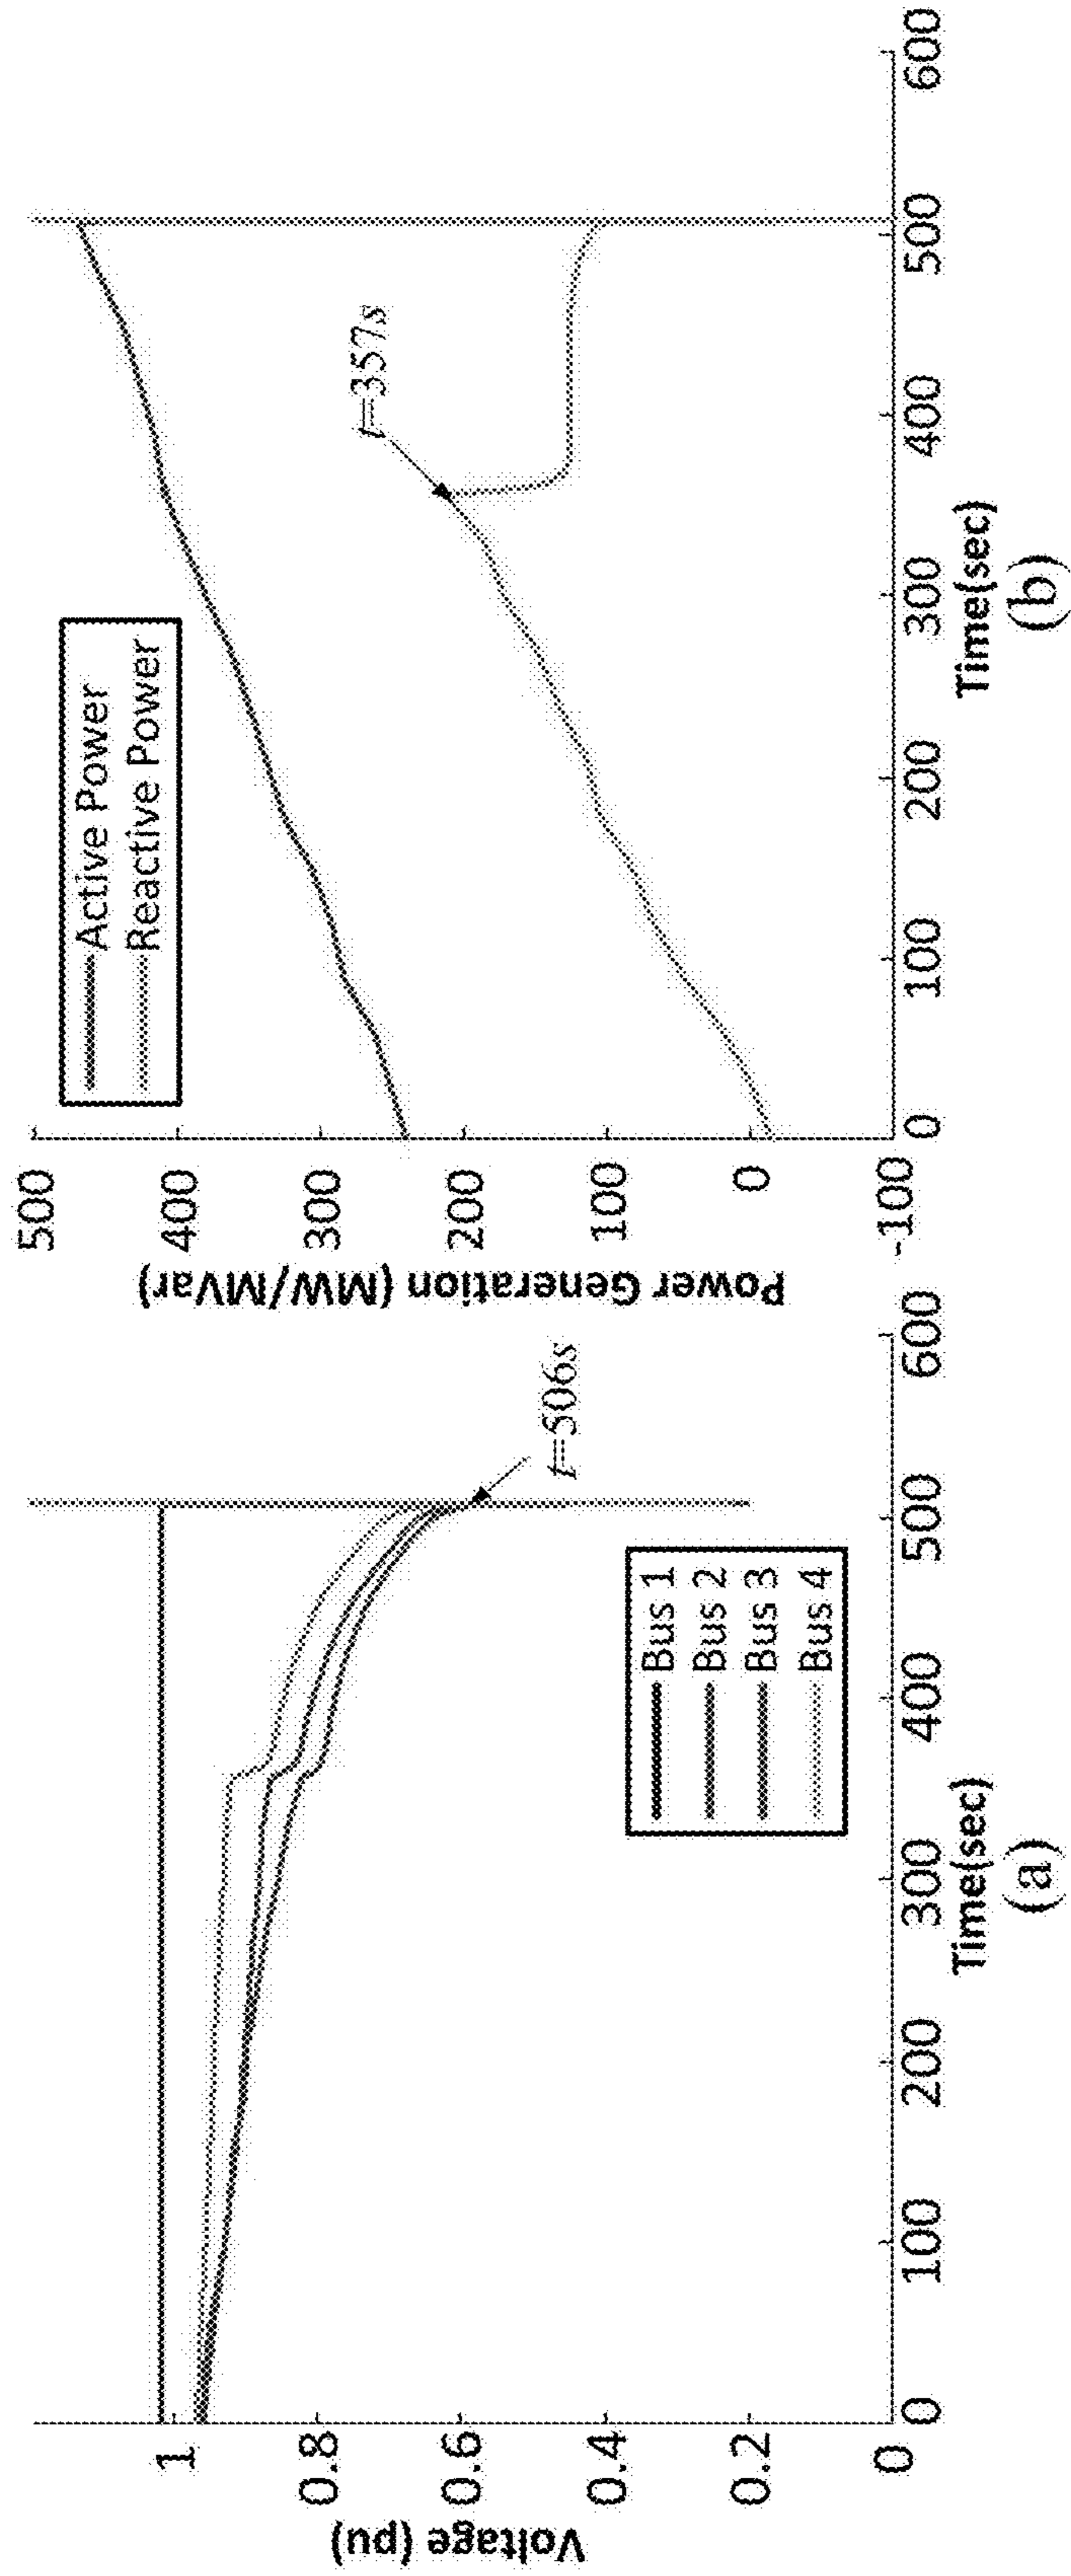 Voltage (pu)
1
0.8
0.6
0.4
0.2
0
0
100
200
300
400
500
600
Time(sec)
(a)
Bus 1
Bus 2
Bus 3
Bus 4
t=506s
Power Generation (MW/MVar)
500
400
300
200
100
0
-100
0
100
200
300
400
500
600
Time(sec)
(b)
Active Power
Reactive Power
t=357s